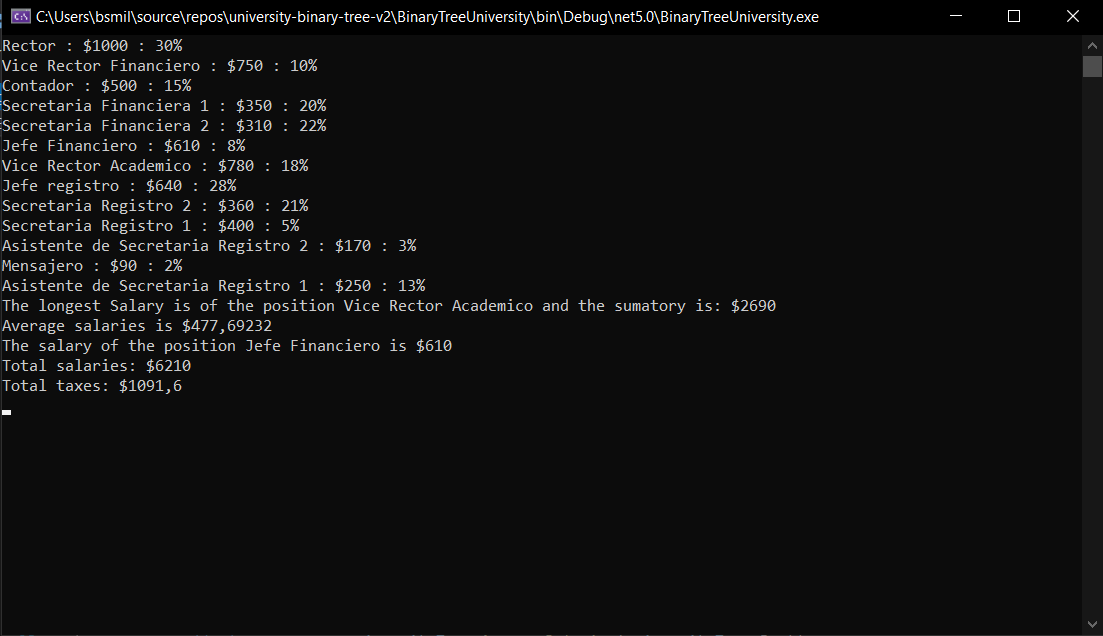 C:\Users\bsmil\source\repos\university-binary-tree-v2\BinaryTreeUniversity\bin\Debug\net5.0\BinaryTreeUniversity.exe
Rector : $1000 : 30%
Vice Rector Financiero : $750 : 10%
Contador : $500 : 15%
Secretaria Financiera 1 : $350 : 20%
Secretaria Financiera 2 : $310 : 22%
Jefe Financiero : $610 : 8%
Vice Rector Academico : $780 : 18%
Jefe registro : $640 : 28%
Secretaria Registro 2 : $360 : 21%
Secretaria Registro 1 : $400 : 5%
Asistente de Secretaria Registro 2 : $170 : 3%
Mensajero : $90 : 2%
Asistente de Secretaria Registro 1 : $250 : 13%
The longest Salary is of the position Vice Rector Academico and the sumatory is: $2690
Average salaries is $477,69232
The salary of the position Jefe Financiero is $610
Total salaries: $6210
Total taxes: $1091,6